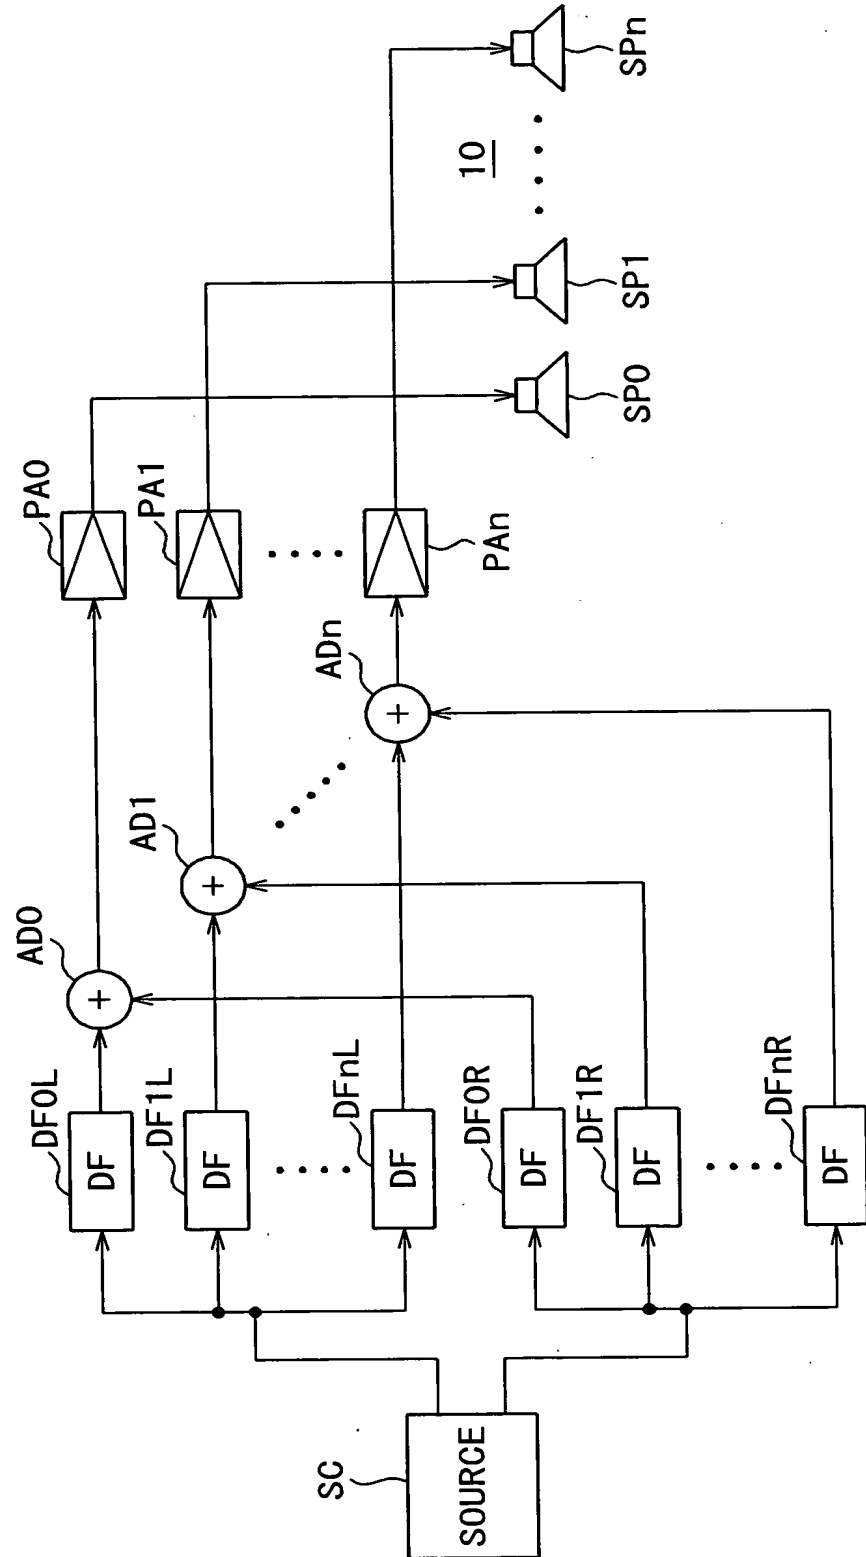 SC
SOURCE
DF0L
DF
DF1L
DF
DFnL
DF
DF0R
DF
DF1R
DF
DFnR
DF
AD0
+
AD1
+
ADn
+
PA0
PA1
PAn
SP0
SP1
SPn
10